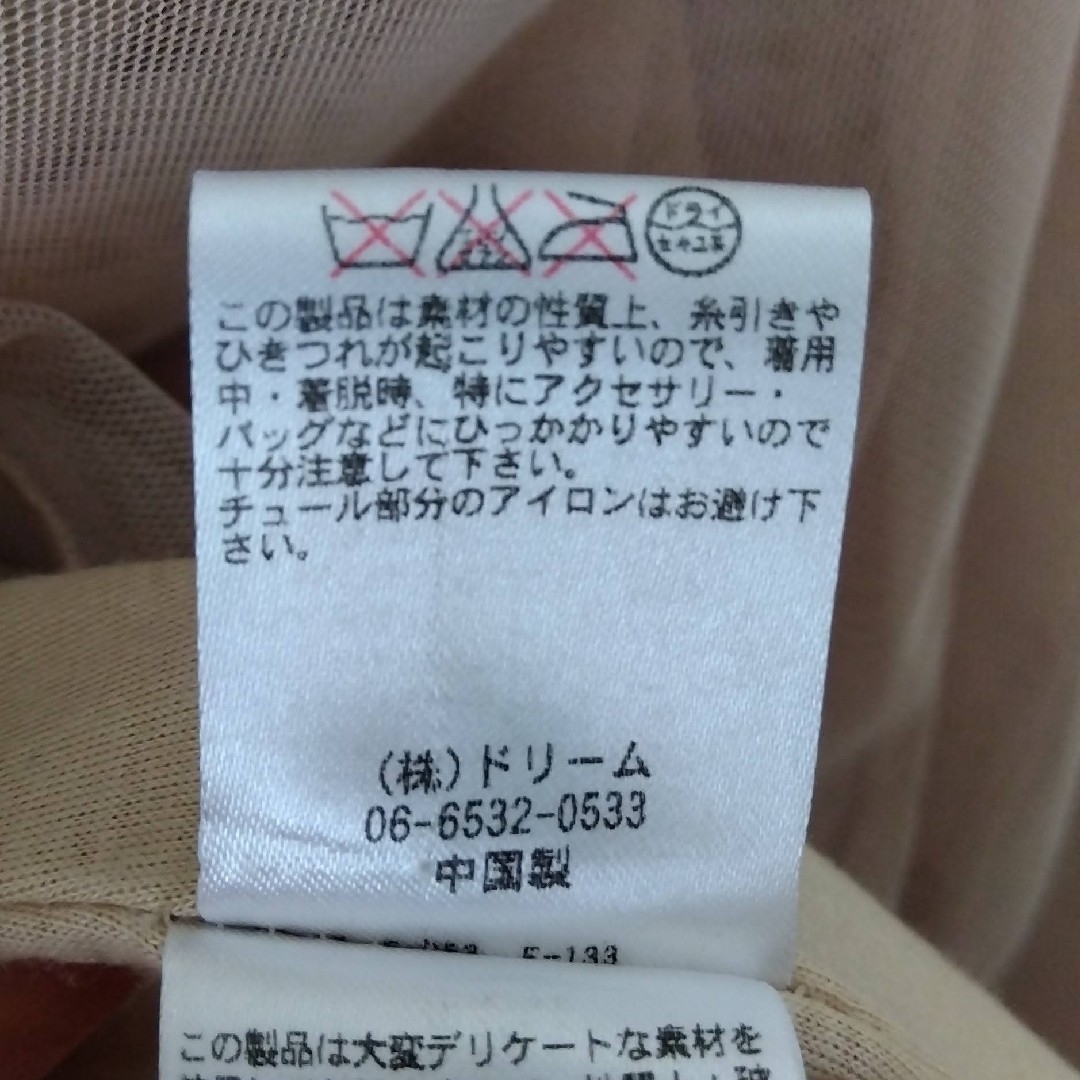 ドライ
セキユ系
この製品は素材の性質上、糸引きや
ひきつれが起こりやすいので、着用
中・着脱時、特にアクセサリー・
バッグなどにひっかかりやすいので
十分注意して下さい。
チュール部分のアイロンはお避け下
さい。
(株)ドリーム
06-6532-0533
中国製
F-133
この製品は大変デリケートな素材を